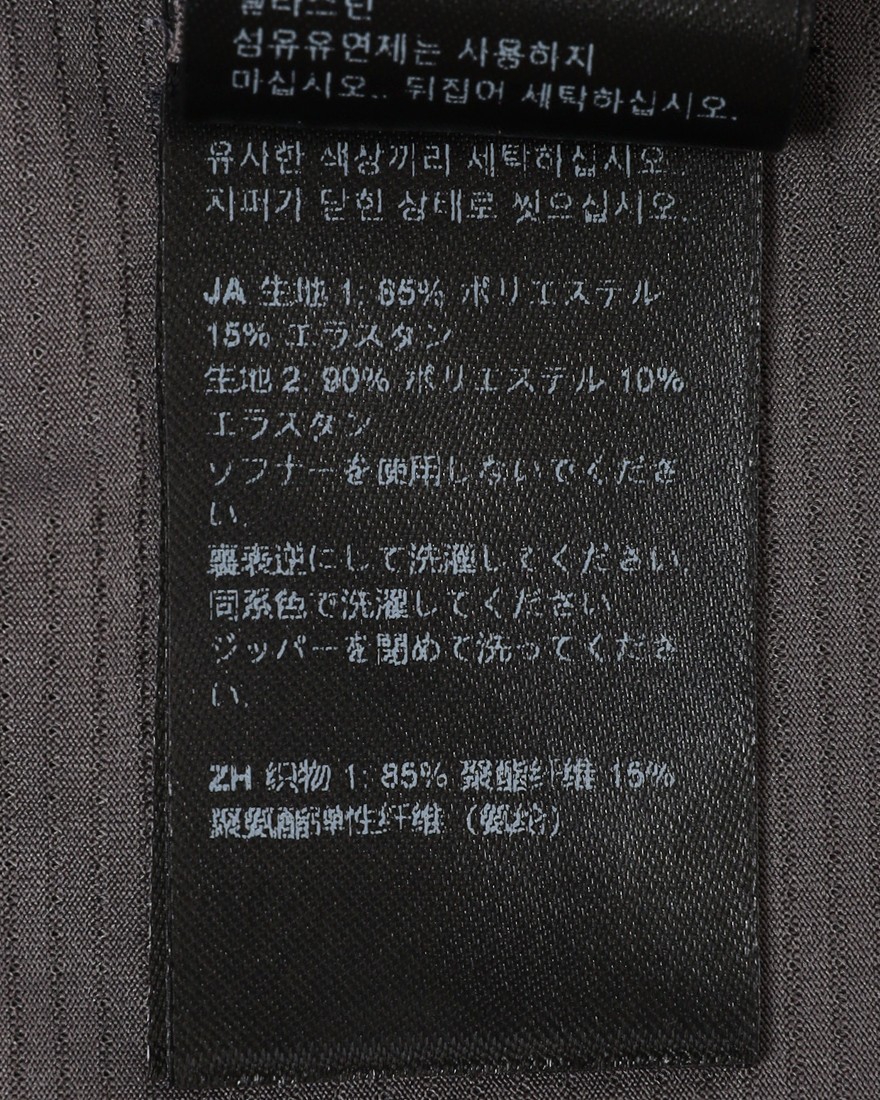 엘라스틴
섬유유연제는 사용하지
마십시오.. 뒤집어 세탁하십시오.
유사한 색상끼리 세탁하십시오..
지퍼가 닫힌 상태로 씻으십시오.
JA 生地 1: 85% ポリエステル
15% エラスタン
生地 2: 90% ポリエステル 10%
エラスタン
ソフナーを使用しないでくださ
い.
裏表逆にして洗濯してください.
同系色で洗濯してください
ジッパーを閉めて洗ってくださ
い.
ZH 织物 1: 85% 聚酯纤维 15%
聚氨酯弹性纤维（氨纶）